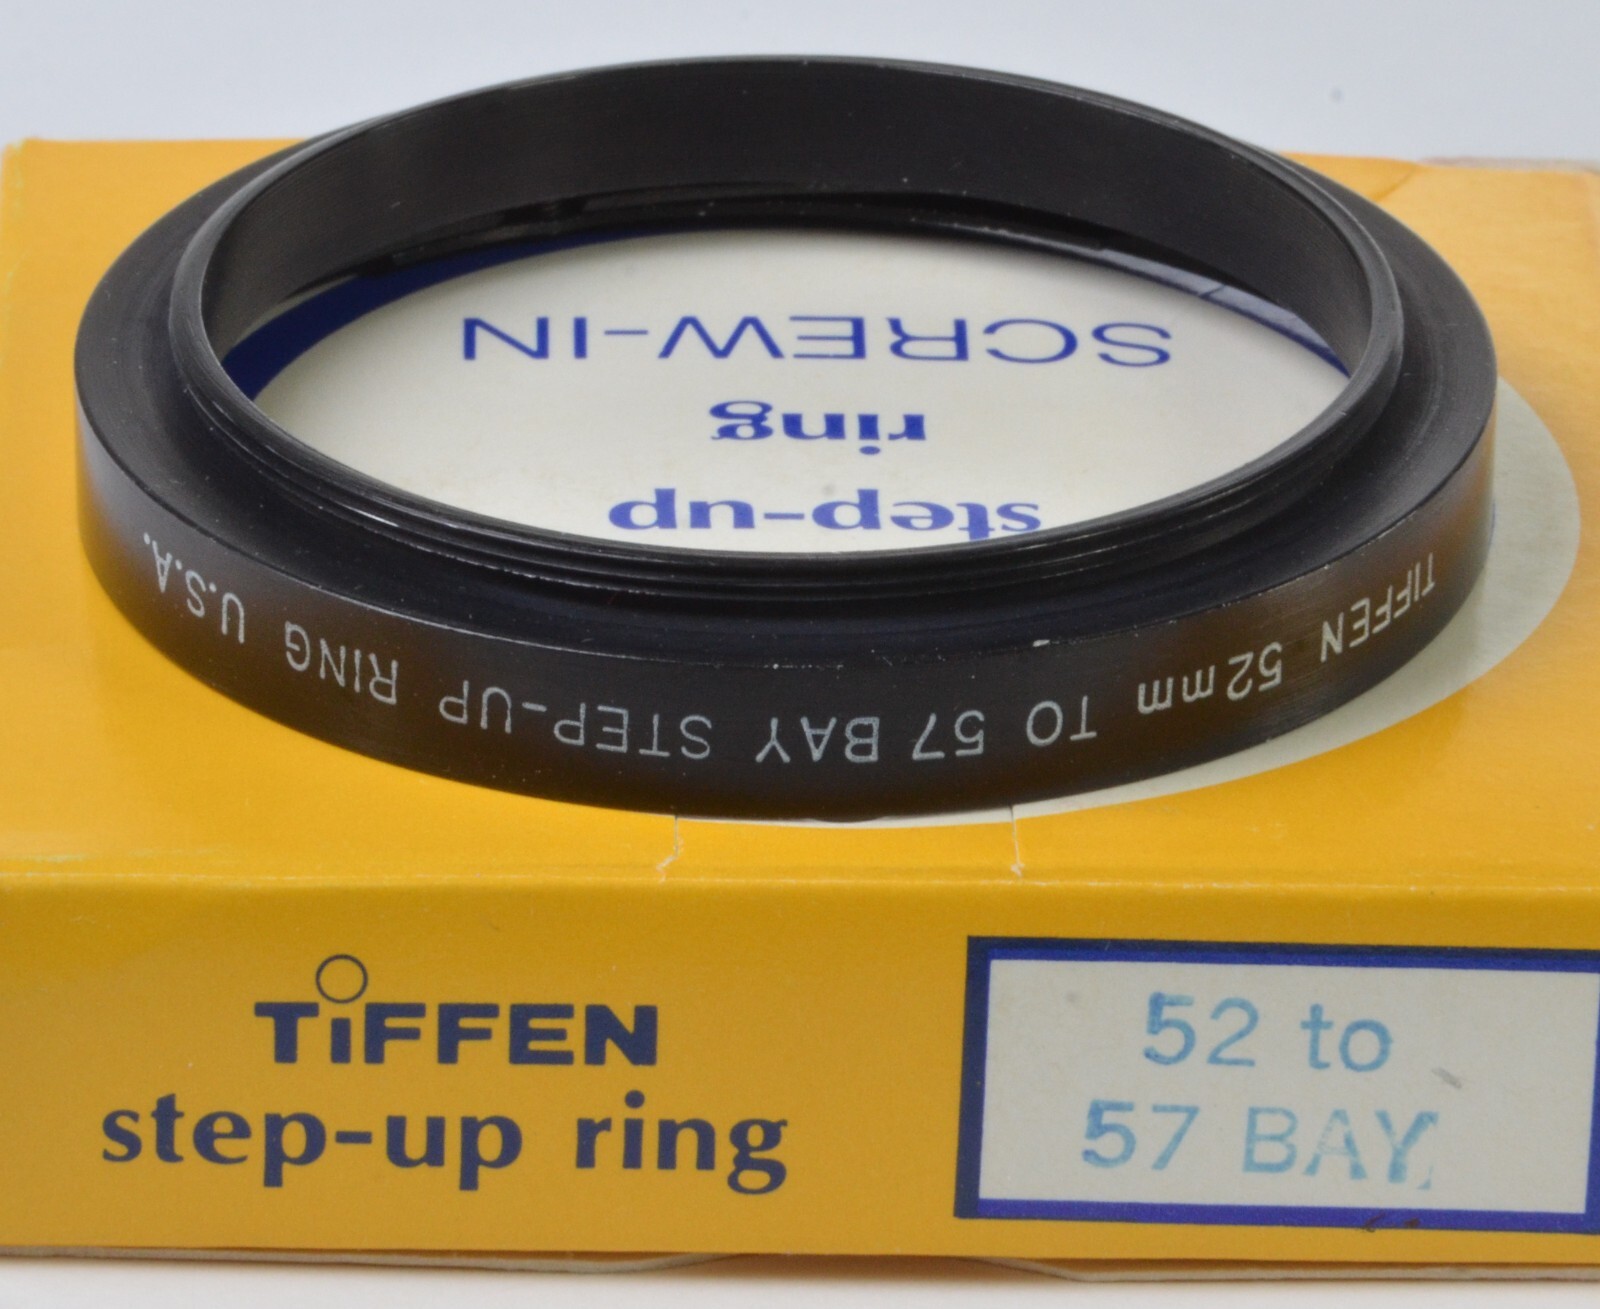 SCREW-IN
ring
step-up
TIFFEN 52mm TO 57 BAY STEP-UP RING U.S.A.
TiFFEN
step-up ring
52 to
57 BAY